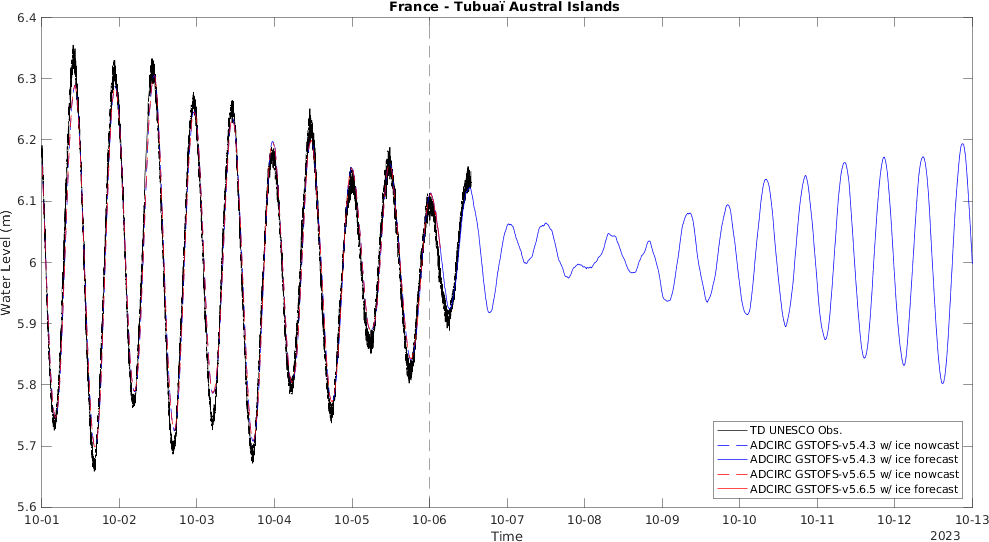 France - Tubuaï Austral Islands
6.4
6.3
6.2
6.1
6
5.9
5.8
5.7
5.6
Water Level (m)
TD UNESCO Obs.
ADCIRC GSTOFS-v5.4.3 w/ ice nowcast
ADCIRC GSTOFS-v5.4.3 w/ ice forecast
ADCIRC GSTOFS-v5.6.5 w/ ice nowcast
ADCIRC GSTOFS-v5.6.5 w/ ice forecast
10-01 10-02 10-03 10-04 10-05 10-06 10-07 10-08 10-09 10-10 10-11 10-12 10-13
Time
2023